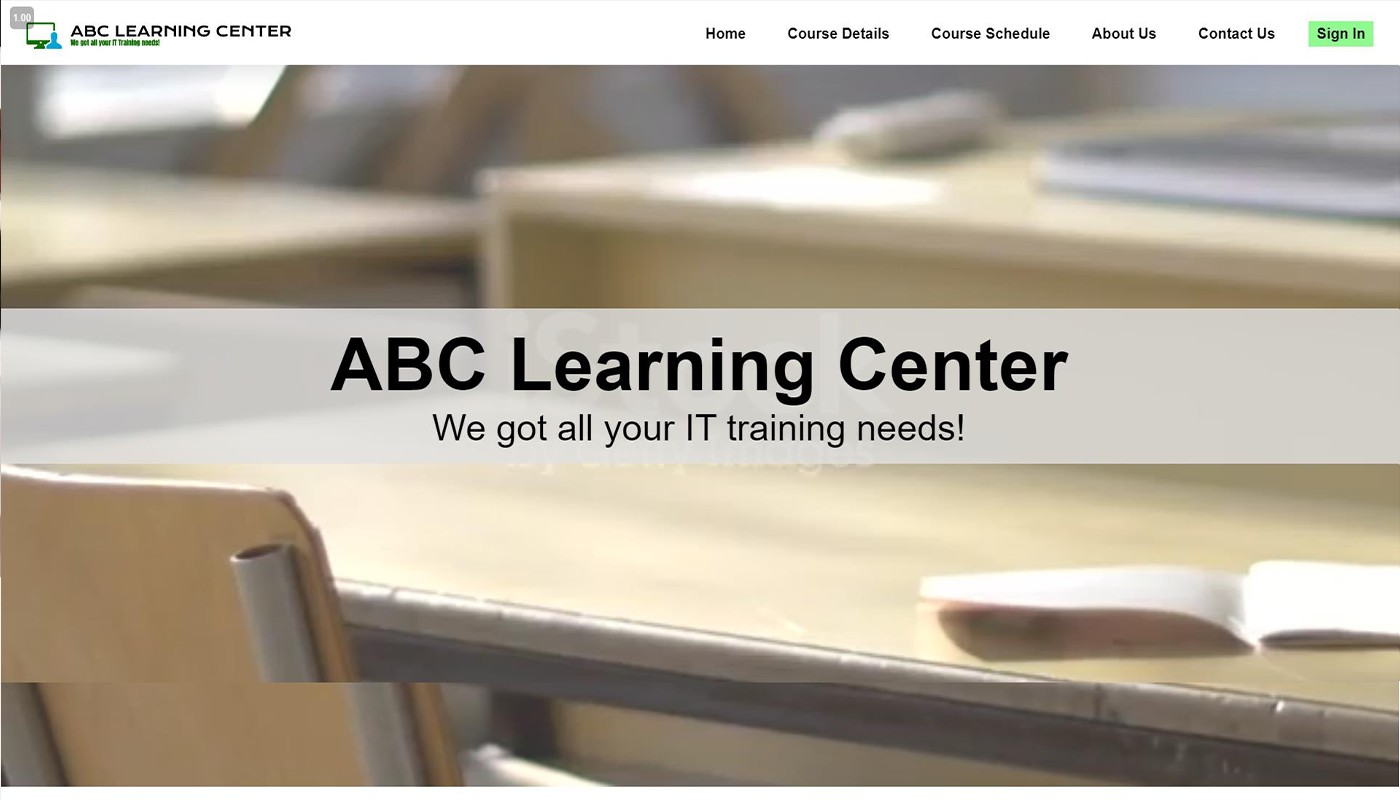 1.00
ABC LEARNING CENTER
We got all your IT Training needs!
Home Course Details Course Schedule About Us Contact Us Sign In
iStock
ABC Learning Center
We got all your IT training needs!
by Getty Images